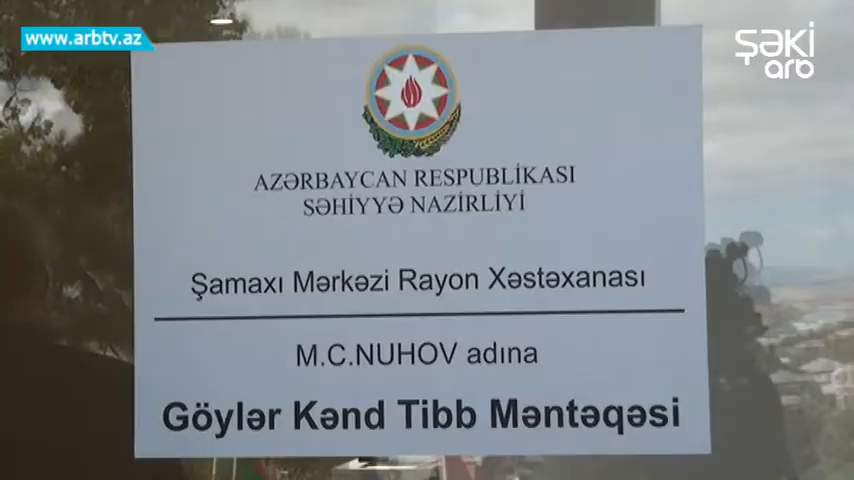 www.arbtv.az
ŞƏKİ
arb
AZƏRBAYCAN RESPUBLİKASI
SƏHİYYƏ NAZİRLİYİ
Şamaxı Mərkəzi Rayon Xəstəxanası
M.C.NUHOV adına
Göylər Kənd Tibb Məntəqəsi